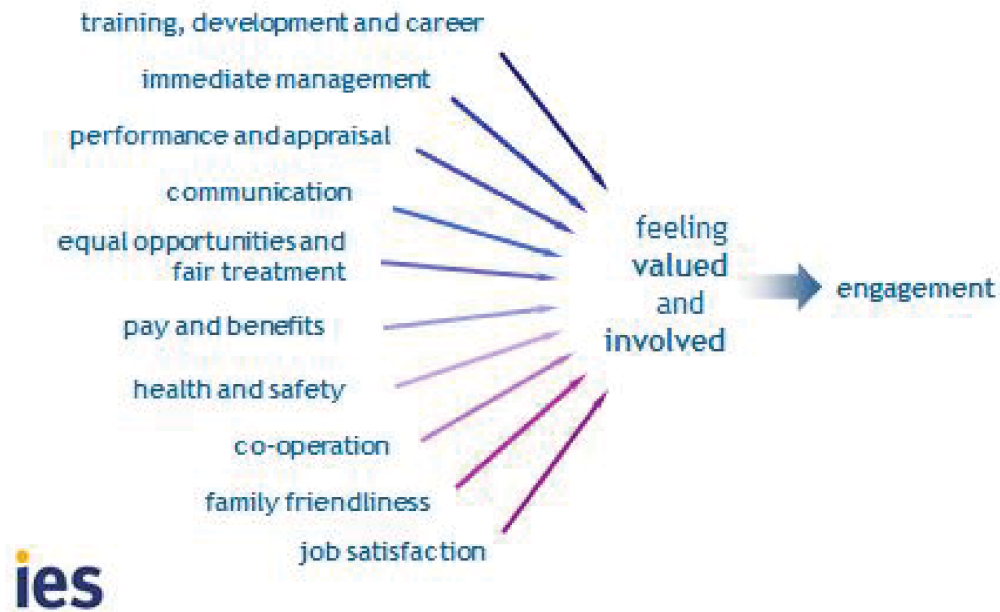 training, development and career
immediate management
performance and appraisal
communication
equal opportunities and
fair treatment
pay and benefits
health and safety
co-operation
family friendliness
job satisfaction
feeling
valued
and
involved
engagement
ies